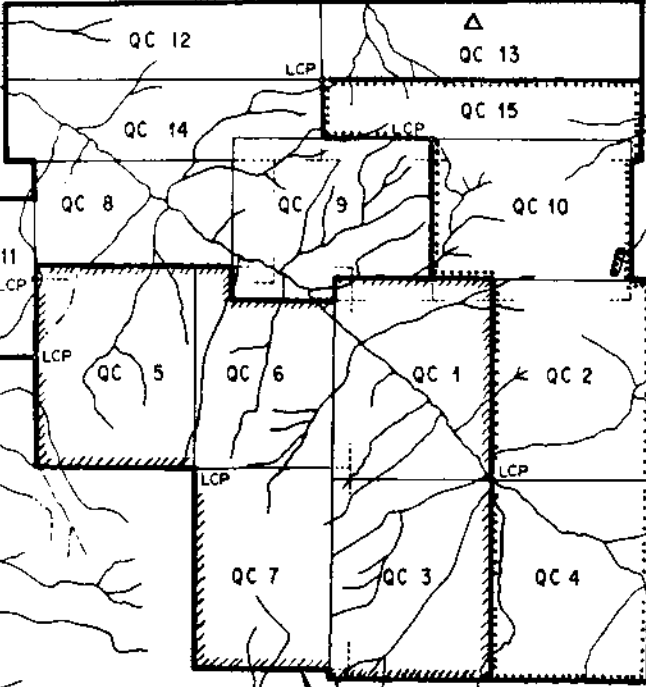 QC 12
QC 13
LCP
QC 15
QC 14
LCP
QC 8
QC 9
QC 10
11
LCP
LCP
QC 5
QC 6
QC 1
QC 2
LCP
LCP
QC 7
QC 3
QC 4